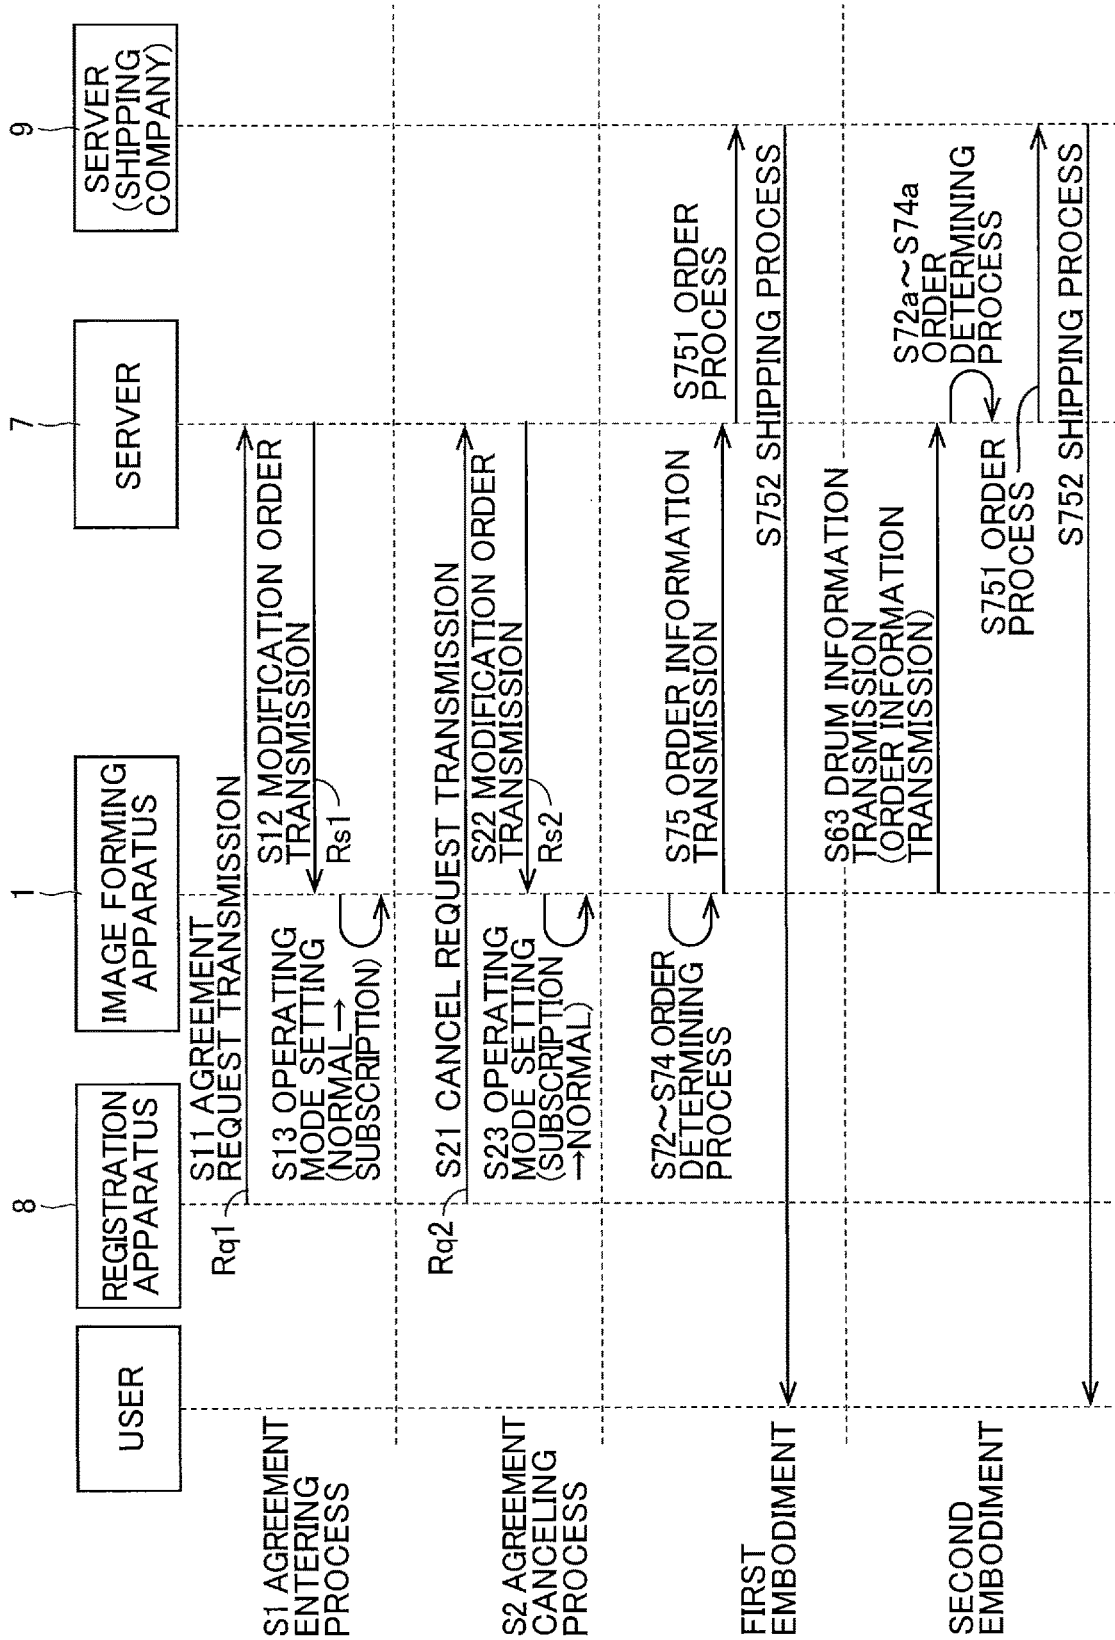 USER
8
REGISTRATION
APPARATUS
1
IMAGE FORMING
APPARATUS
7
SERVER
9
SERVER
(SHIPPING
COMPANY)
S1 AGREEMENT
ENTERING
PROCESS
Rq1
S11 AGREEMENT
REQUEST TRANSMISSION
S12 MODIFICATION ORDER
TRANSMISSION
Rs1
S13 OPERATING
MODE SETTING
(NORMAL→
SUBSCRIPTION)
S2 AGREEMENT
CANCELING
PROCESS
Rq2
S21 CANCEL REQUEST TRANSMISSION
S22 MODIFICATION ORDER
TRANSMISSION
Rs2
S23 OPERATING
MODE SETTING
(SUBSCRIPTION
→NORMAL)
FIRST
EMBODIMENT
S72~S74 ORDER
DETERMINING
PROCESS
S75 ORDER INFORMATION
TRANSMISSION
S751 ORDER
PROCESS
S752 SHIPPING PROCESS
SECOND
EMBODIMENT
S63 DRUM INFORMATION
TRANSMISSION
(ORDER INFORMATION
TRANSMISSION)
S72a~S74a
ORDER
DETERMINING
PROCESS
S751 ORDER
PROCESS
S752 SHIPPING PROCESS